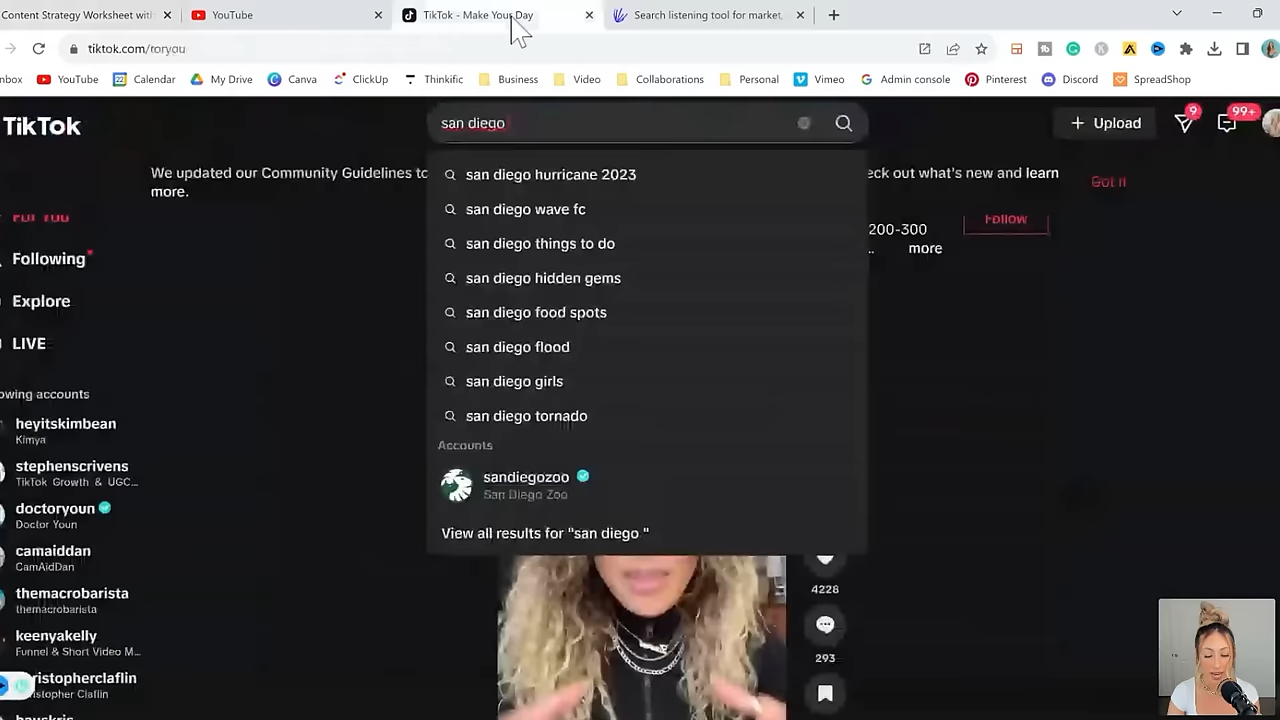 Content Strategy Worksheet with
YouTube
TikTok - Make Your Day
Search listening tool for market,
tiktok.com/foryou
nbox
YouTube
Calendar
My Drive
Canva
ClickUp
Thinkific
Business
Video
Collaborations
Personal
Vimeo
Admin console
Pinterest
Discord
SpreadShop
TikTok
san diego
Upload
9
99+
We updated our Community Guidelines to
eck out what's new and learn
more.
Got it
san diego hurricane 2023
san diego wave fc
san diego things to do
san diego hidden gems
san diego food spots
san diego flood
san diego girls
san diego tornado
Accounts
sandiegozoo
San Diego Zoo
View all results for "san diego "
For You
Following
Explore
LIVE
owing accounts
heyitskimbean
Kimya
stephenscrivens
TikTok Growth & UGC...
doctoryoun
Doctor Youn
camaiddan
CamAidDan
themacrobarista
themacrobarista
keenyakelly
Funnel & Short Video M...
ristopherclaflin
ristopher Claflin
200-300
.. more
Follow
4228
293